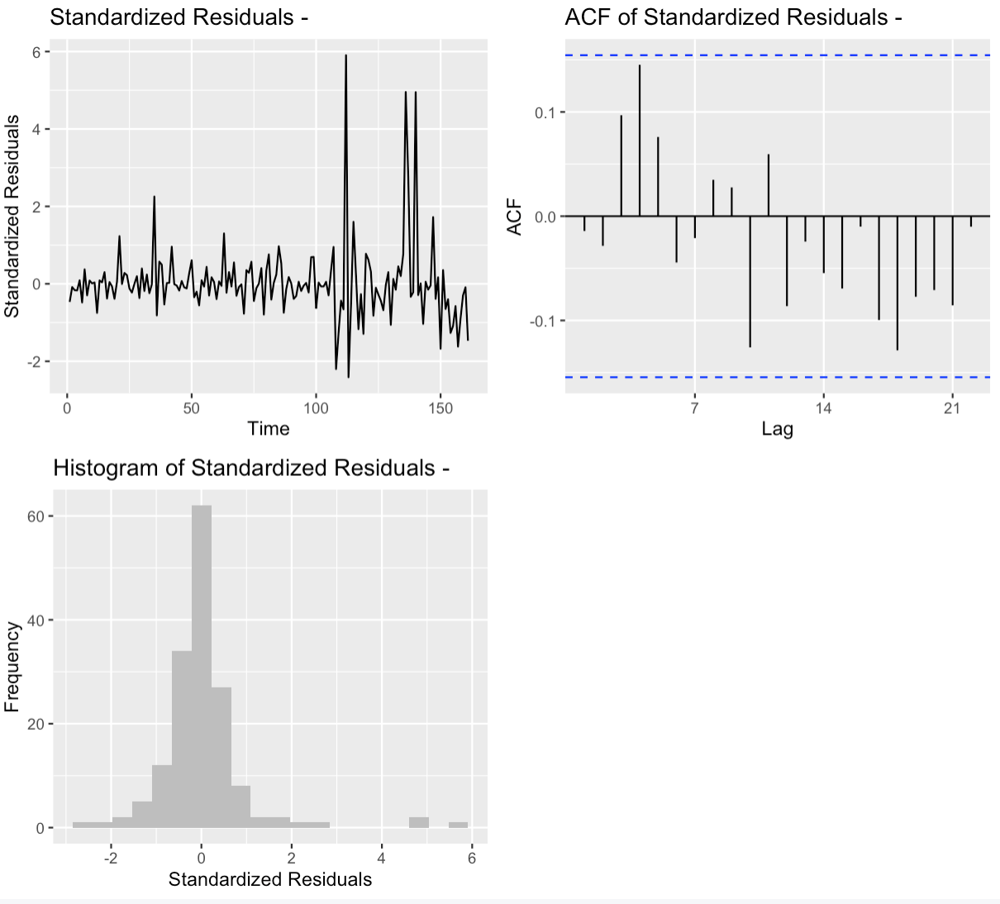 Standardized Residuals -
Standardized Residuals
6
4
2
0
-2
0 50 100 150
Time
ACF of Standardized Residuals -
ACF
0.1
0.0
-0.1
7 14 21
Lag
Histogram of Standardized Residuals -
Frequency
60
40
20
0
-2 0 2 4 6
Standardized Residuals